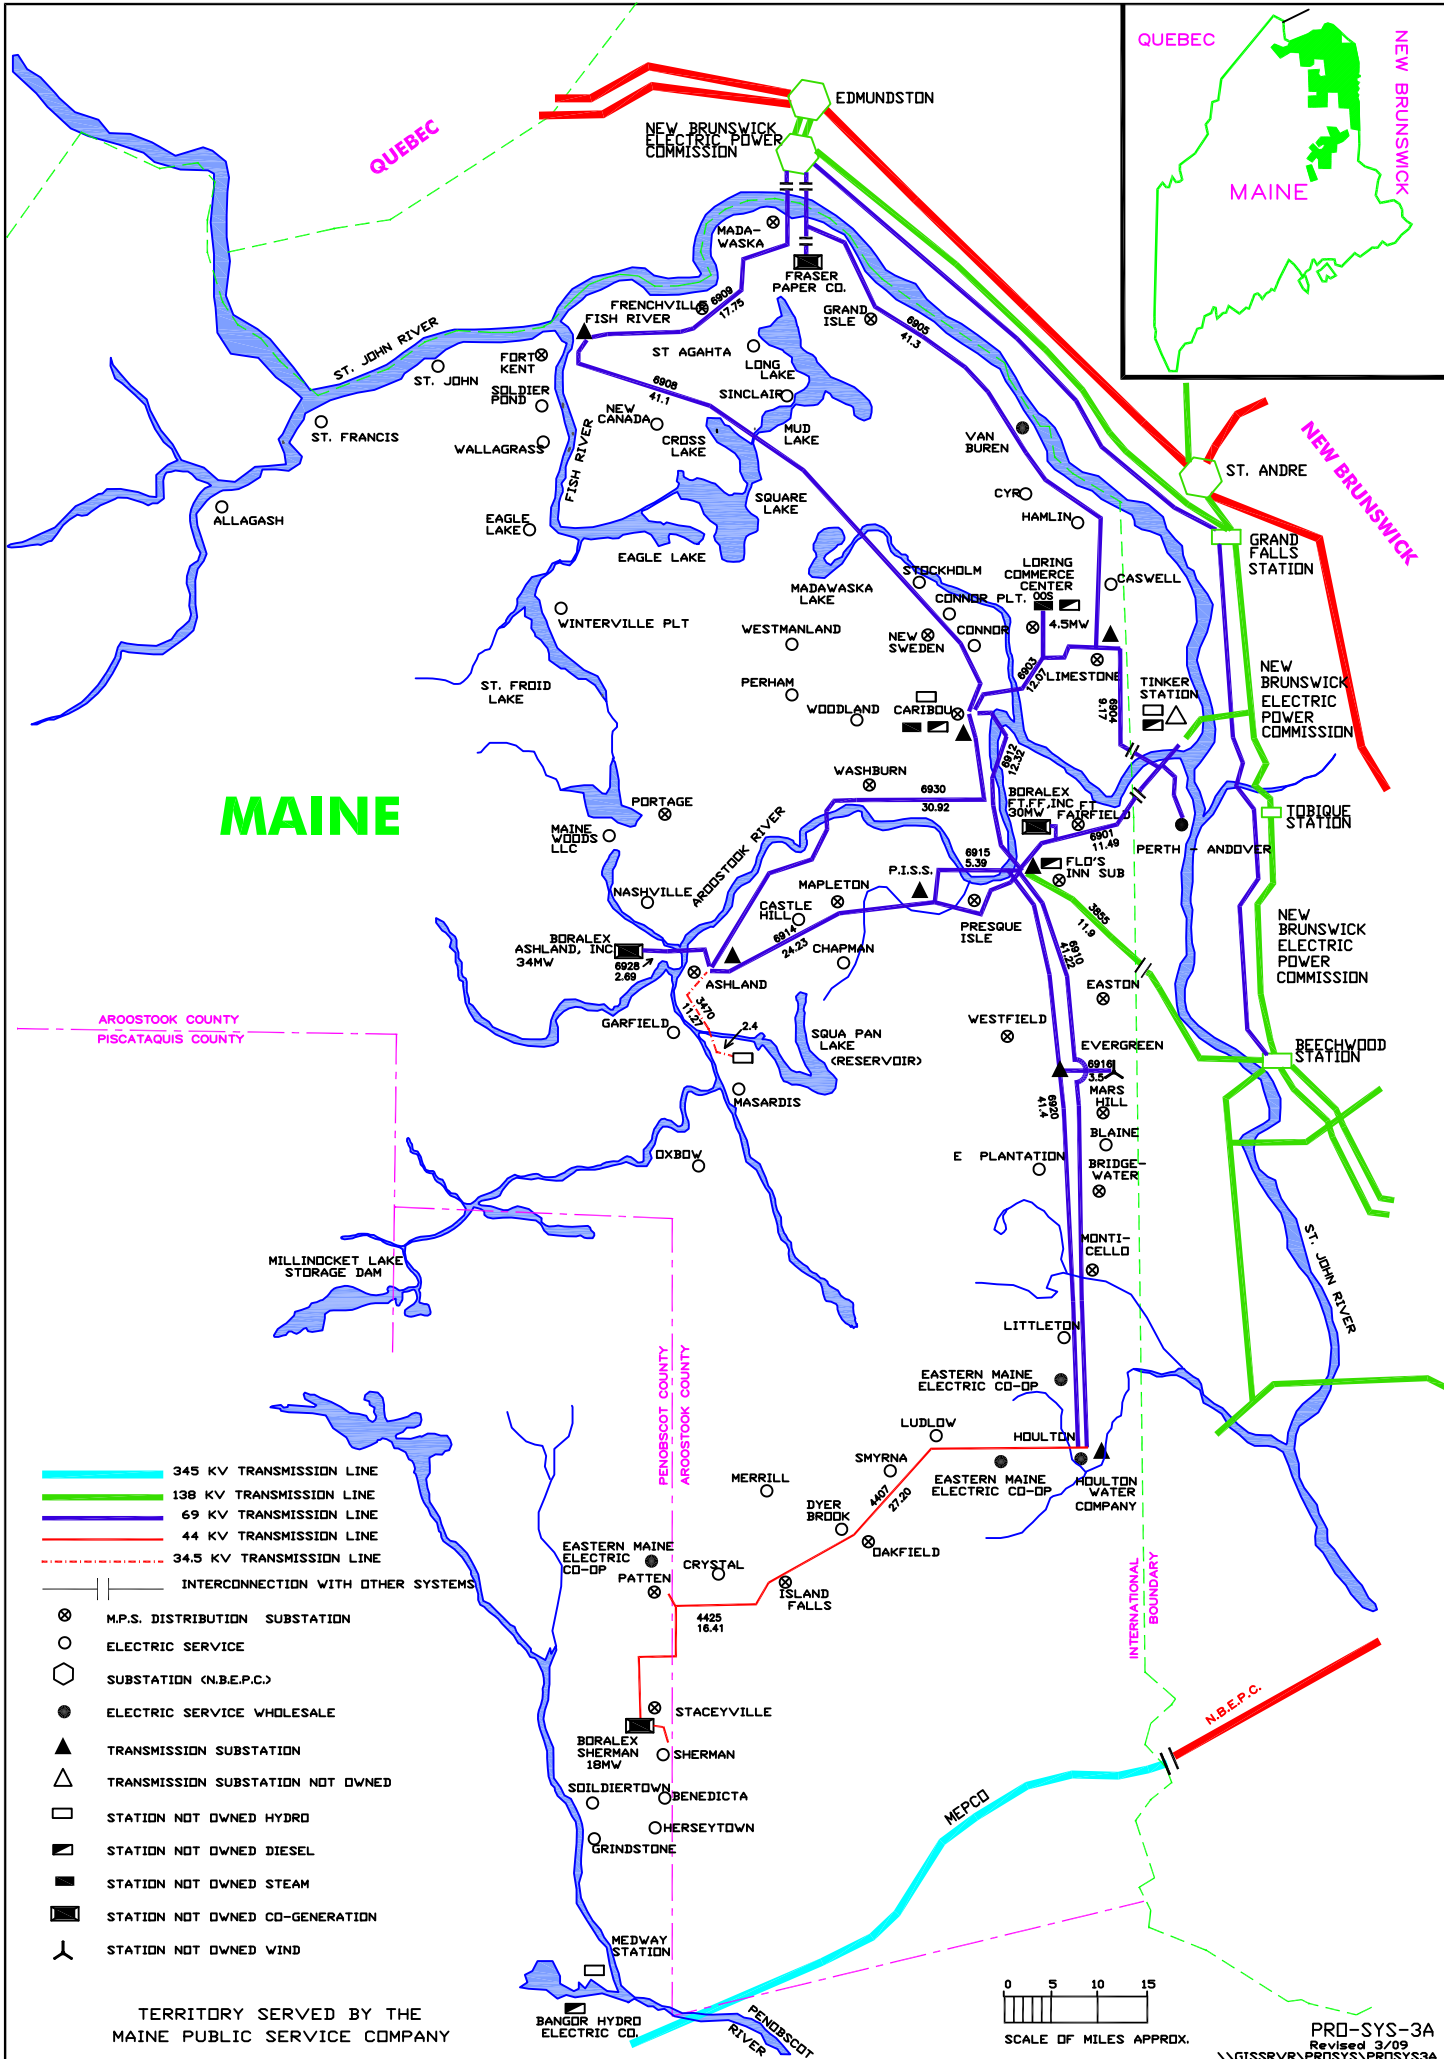 QUEBEC
NEW BRUNSWICK
MAINE
EDMUNDSTON
NEW BRUNSWICK
ELECTRIC POWER
COMMISSION
QUEBEC
MADA-
WASKA
FRASER
PAPER CO.
FRENCHVILLE
6909
17.75
FISH RIVER
GRAND
ISLE
6905
41.3
ST. JOHN RIVER
FORT
KENT
ST. JOHN
ST AGAHTA
LONG
LAKE
6908
41.1
SOLDIER
POND
SINCLAIR
NEW
CANADA
CROSS
LAKE
MUD
LAKE
ST. FRANCIS
WALLAGRASS
FISH RIVER
VAN
BUREN
ST. ANDRE
NEW BRUNSWICK
ALLAGASH
EAGLE
LAKE
SQUARE
LAKE
CYR
HAMLIN
EAGLE LAKE
GRAND
FALLS
STATION
LORING
COMMERCE
CENTER
STOCKHOLM
CASWELL
MADAWASKA
LAKE
CONNOR PLT.
OOS
4.5MW
WINTERVILLE PLT
WESTMANLAND
NEW
SWEDEN
CONNOR
6903
12.07
LIMESTONE
TINKER
STATION
NEW
BRUNSWICK
ELECTRIC
POWER
COMMISSION
ST. FROID
LAKE
PERHAM
WOODLAND
CARIBOU
6904
9.17
6912
12.32
MAINE
WASHBURN
6930
30.92
BORALEX
FT.FF,INC
30MW
FT
FAIRFIELD
TOBIQUE
STATION
PORTAGE
MAINE
WOODS
LLC
AROOSTOOK RIVER
6915
5.39
6901
11.49
PERTH - ANDOVER
FLO'S
INN SUB
P.I.S.S.
NASHVILLE
MAPLETON
CASTLE
HILL
PRESQUE
ISLE
3855
11.9
NEW
BRUNSWICK
ELECTRIC
POWER
COMMISSION
BORALEX
ASHLAND, INC
34MW
6928
2.69
6914
24.23
CHAPMAN
6910
41.22
ASHLAND
EASTON
3470
11.27
2.4
AROOSTOOK COUNTY
PISCATAQUIS COUNTY
GARFIELD
SQUA PAN
LAKE
(RESERVOIR)
WESTFIELD
EVERGREEN
BEECHWOOD
STATION
6916
3.5
MARS
HILL
MASARDIS
6920
41.4
BLAINE
OXBOW
E PLANTATION
BRIDGE-
WATER
MILLINOCKET LAKE
STORAGE DAM
MONTI-
CELLO
ST. JOHN RIVER
LITTLETON
PENOBSCOT COUNTY
AROOSTOOK COUNTY
EASTERN MAINE
ELECTRIC CO-OP
LUDLOW
HOULTON
SMYRNA
EASTERN MAINE
ELECTRIC CO-OP
HOULTON
WATER
COMPANY
4407
27.20
MERRILL
DYER
BROOK
OAKFIELD
EASTERN MAINE
ELECTRIC
CO-OP
PATTEN
CRYSTAL
ISLAND
FALLS
4425
16.41
INTERNATIONAL
BOUNDARY
345 KV TRANSMISSION LINE
138 KV TRANSMISSION LINE
69 KV TRANSMISSION LINE
44 KV TRANSMISSION LINE
34.5 KV TRANSMISSION LINE
INTERCONNECTION WITH OTHER SYSTEMS
M.P.S. DISTRIBUTION SUBSTATION
ELECTRIC SERVICE
SUBSTATION (N.B.E.P.C.)
ELECTRIC SERVICE WHOLESALE
TRANSMISSION SUBSTATION
TRANSMISSION SUBSTATION NOT OWNED
STATION NOT OWNED HYDRO
STATION NOT OWNED DIESEL
STATION NOT OWNED STEAM
STATION NOT OWNED CO-GENERATION
STATION NOT OWNED WIND
STACEYVILLE
BORALEX
SHERMAN
18MW
SHERMAN
SOILDIERTOWN
BENEDICTA
HERSEYTOWN
GRINDSTONE
N.B.E.P.C.
MEPCO
MEDWAY
STATION
BANGOR HYDRO
ELECTRIC CO.
PENOBSCOT
RIVER
0 5 10 15
SCALE OF MILES APPROX.
TERRITORY SERVED BY THE
MAINE PUBLIC SERVICE COMPANY
PRO-SYS-3A
Revised 3/09
\\GISSRVR\PROSYS\PROSYS3A